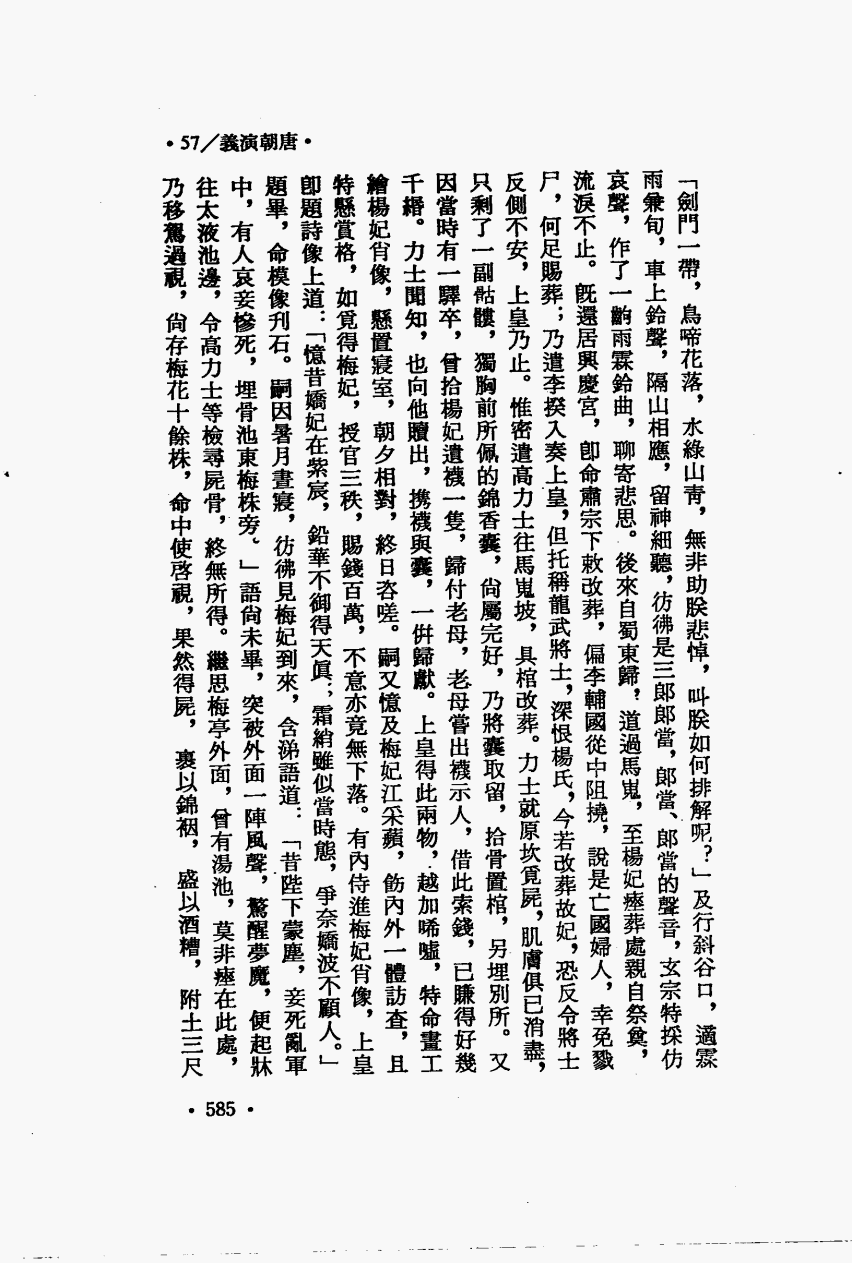 •57／義演朝唐•
「劍門一帶，鳥啼花落，水綠山靑，無非助朕悲悼，叫朕如何排解呢？」及行斜谷口，適霖
雨兼旬，車上鈴聲，隔山相應，留神細聽，彷彿是三郎郎當，郎當、郎當的聲音，玄宗特採仿
哀聲，作了一齣雨霖鈴曲，聊寄悲思。後來自蜀東歸，道過馬嵬，至楊妃瘞葬處親自祭奠，
流淚不止。旣還居興慶宮，卽命肅宗下敕改葬，偏李輔國從中阻撓，說是亡國婦人，幸免戮
尸，何足賜葬；乃遣李揆入奏上皇，但托稱龍武將士，深恨楊氏，今若改葬故妃，恐反令將士
反側不安，上皇乃止。惟密遣高力士往馬嵬坡，具棺改葬。力士就原坎覓屍，肌膚俱已消盡，
只剩了一副骷髏，獨胸前所佩的錦香囊，尙屬完好，乃將囊取留，拾骨置棺，另埋別所。又
因當時有一驛卒，曾拾楊妃遺襪一隻，歸付老母，老母嘗出襪示人，借此索錢，已賺得好幾
千緡。力士聞知，也向他贖出，携襪與囊，一倂歸獻。上皇得此兩物，越加唏噓，特命畫工
繪楊妃肖像，懸置寢室，朝夕相對，終日咨嗟。嗣又憶及梅妃江采蘋，飭內外一體訪查，且
特懸賞格，如覓得梅妃，授官三秩，賜錢百萬，不意亦竟無下落。有內侍進梅妃肖像，上皇
卽題詩像上道：「憶昔嬌妃在紫宸，鉛華不御得天眞；霜綃雖似當時態，爭奈嬌波不顧人。」
題畢，命模像刋石。嗣因暑月晝寢，彷彿見梅妃到來，含涕語道：「昔陛下蒙塵，妾死亂軍
中，有人哀妾慘死，埋骨池東梅株旁。」語尙未畢，突被外面一陣風聲，驚醒夢魔，便起牀
往太液池邊，令高力士等檢尋屍骨，終無所得。繼思梅亭外面，曾有湯池，莫非瘞在此處，
乃移駕過視，尙存梅花十餘株，命中使啓視，果然得屍，裹以錦裀，盛以酒糟，附土三尺
•585•